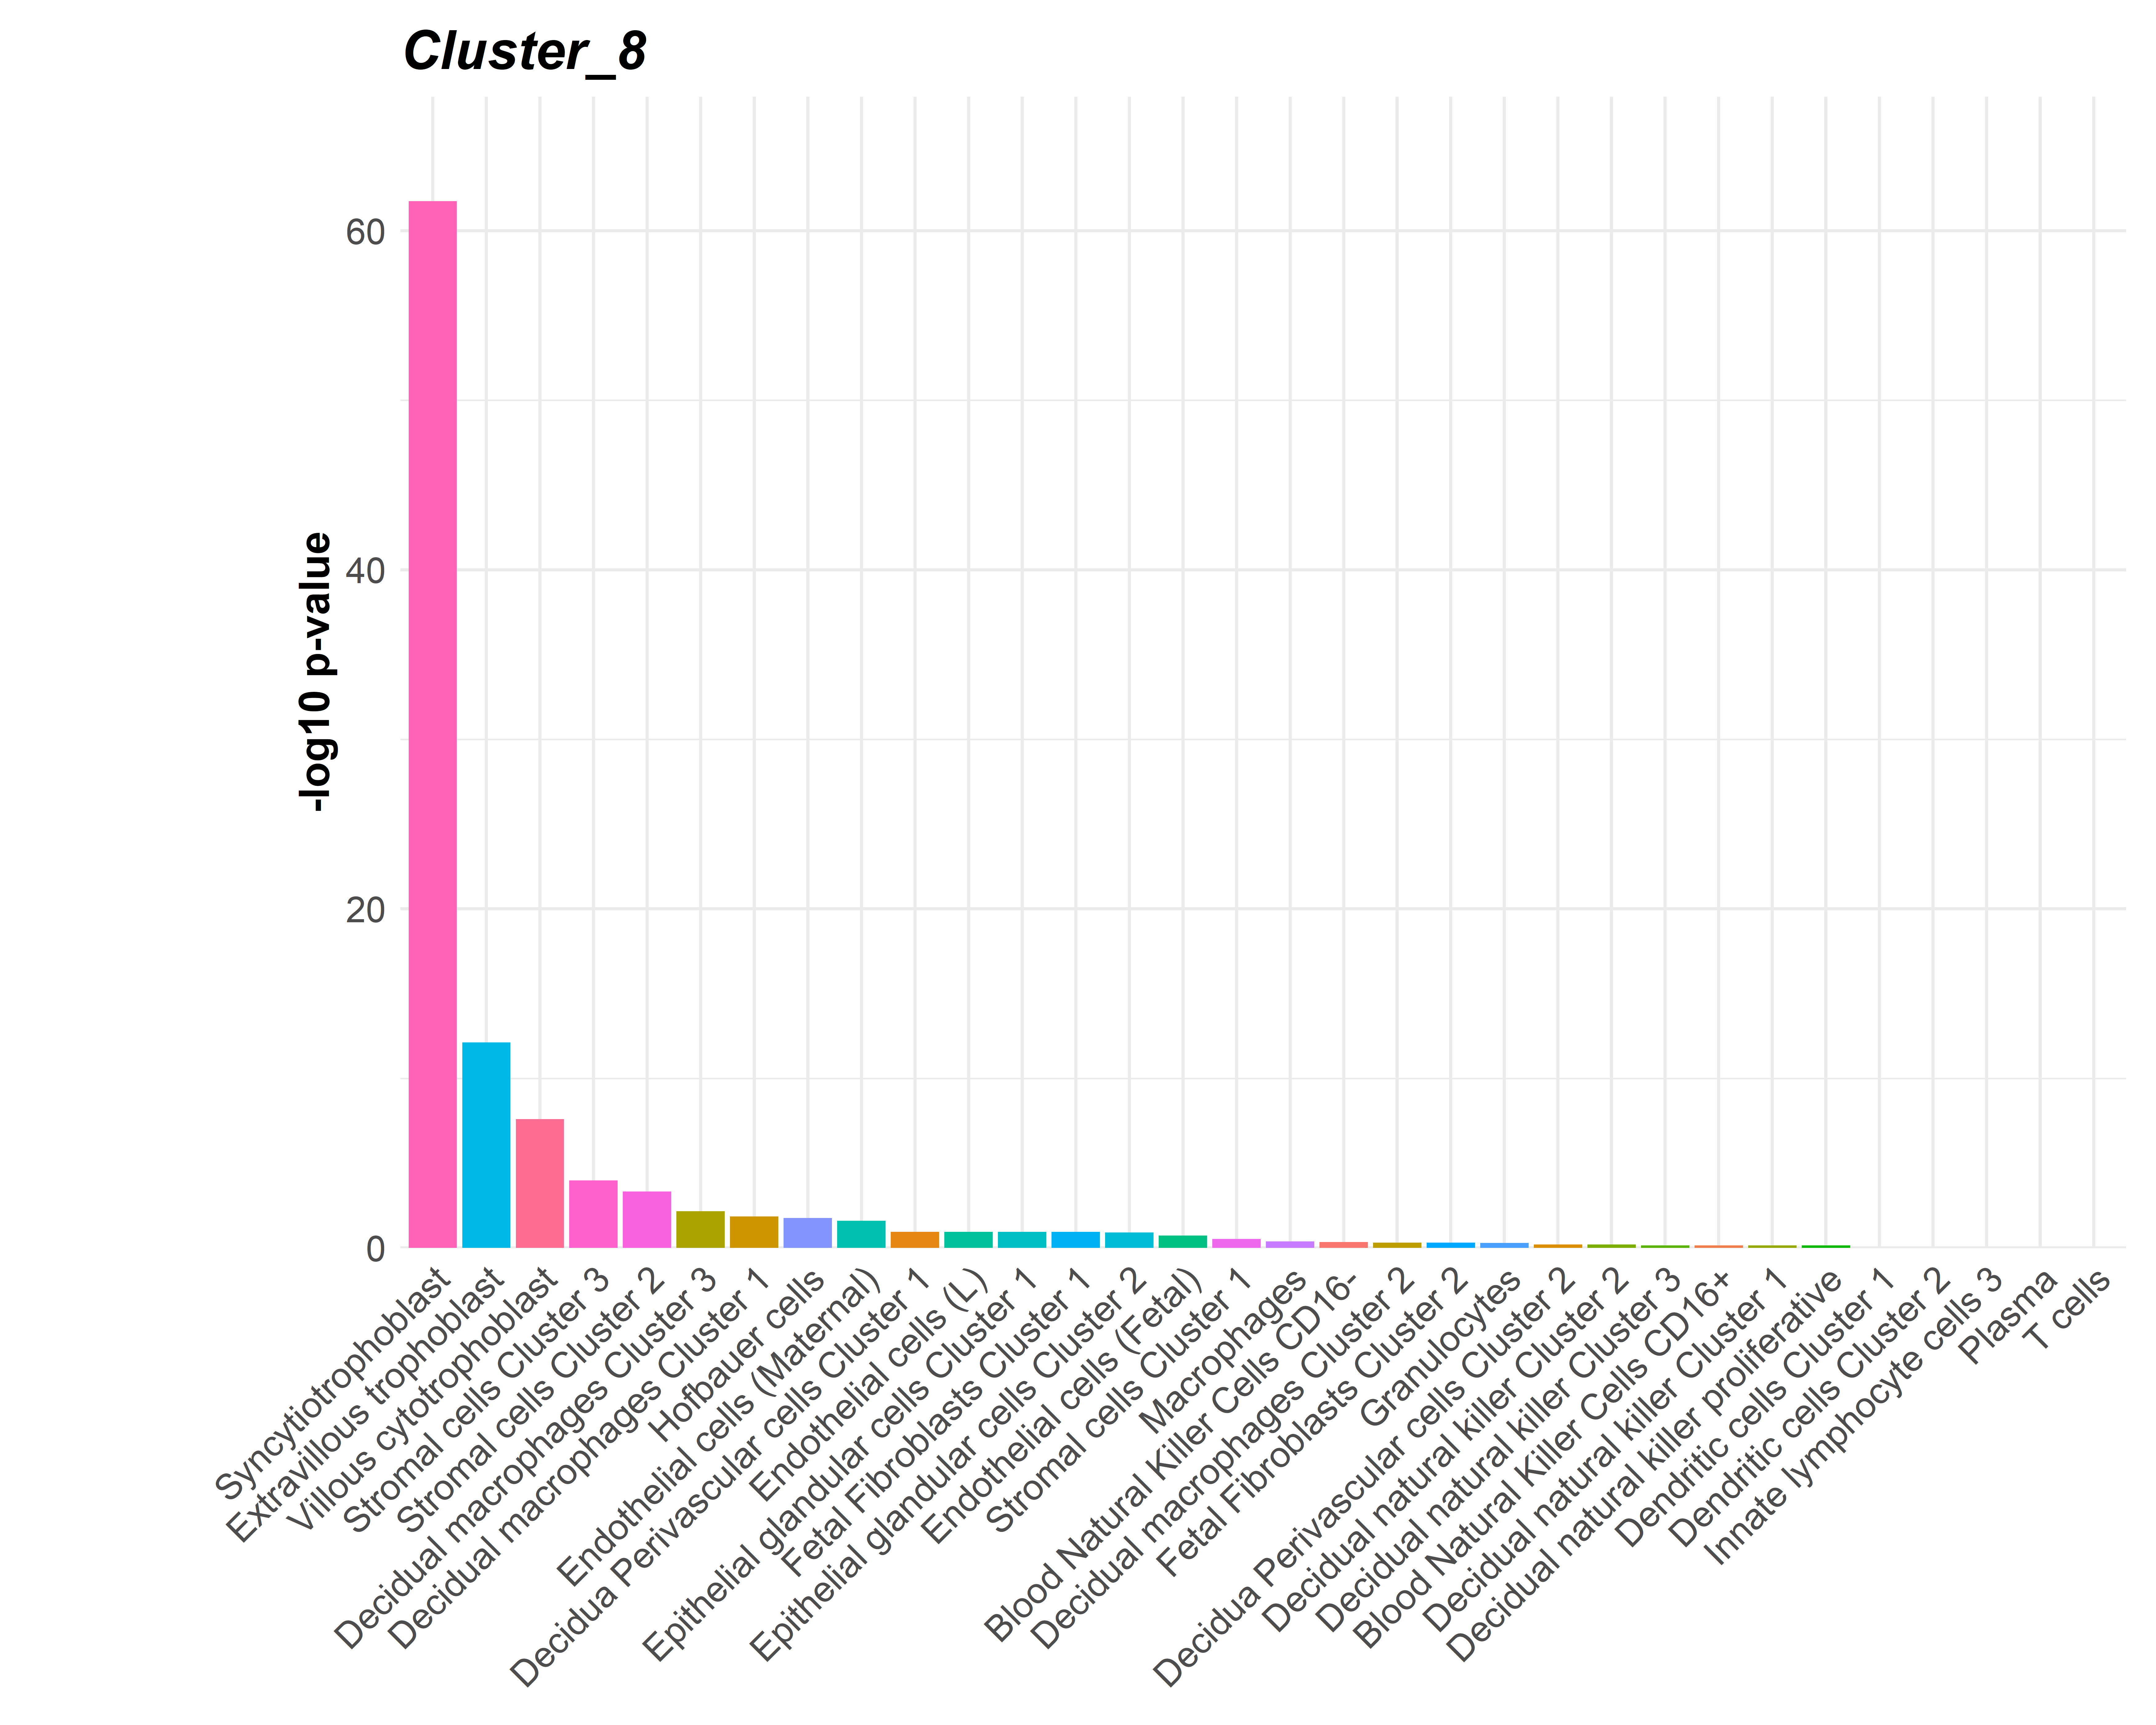 Cluster_8
-log10 p-value
60
40
20
0
Syncytiotrophoblast
Extravillous trophoblast
Villous cytotrophoblast
Stromal cells Cluster 3
Stromal cells Cluster 2
Decidual macrophages Cluster 3
Decidual macrophages Cluster 1
Hofbauer cells
Endothelial cells (Maternal)
Decidua Perivascular cells Cluster 1
Endothelial cells (L)
Epithelial glandular cells Cluster 1
Fetal Fibroblasts Cluster 1
Epithelial glandular cells Cluster 2
Endothelial cells (Fetal)
Stromal cells Cluster 1
Macrophages
Blood Natural Killer Cells CD16-
Decidual macrophages Cluster 2
Fetal Fibroblasts Cluster 2
Granulocytes
Decidua Perivascular cells Cluster 2
Decidual natural killer Cluster 2
Decidual natural killer Cluster 3
Blood Natural Killer Cells CD16+
Decidual natural killer Cluster 1
Decidual natural killer proliferative
Dendritic cells Cluster 1
Dendritic cells Cluster 2
Innate lymphocyte cells 3
Plasma
T cells